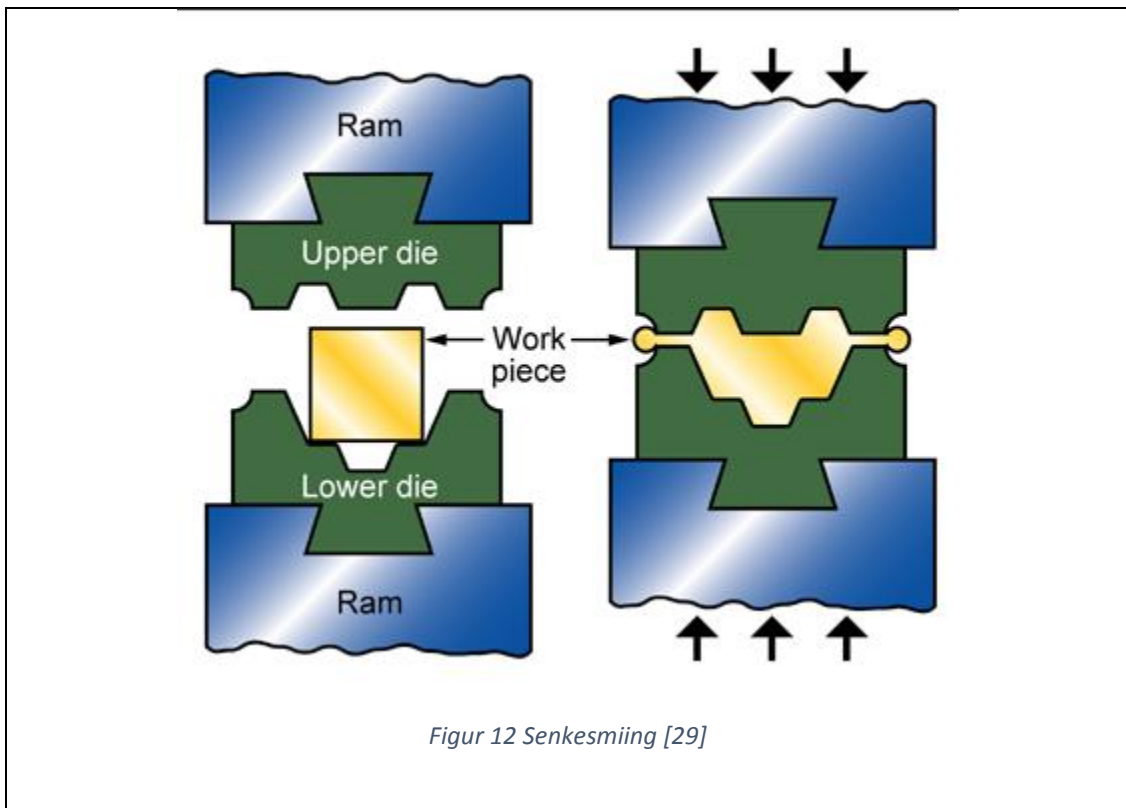 Ram
Upper die
Work
piece
Lower die
Ram
Figur 12 Senkesmiing [29]